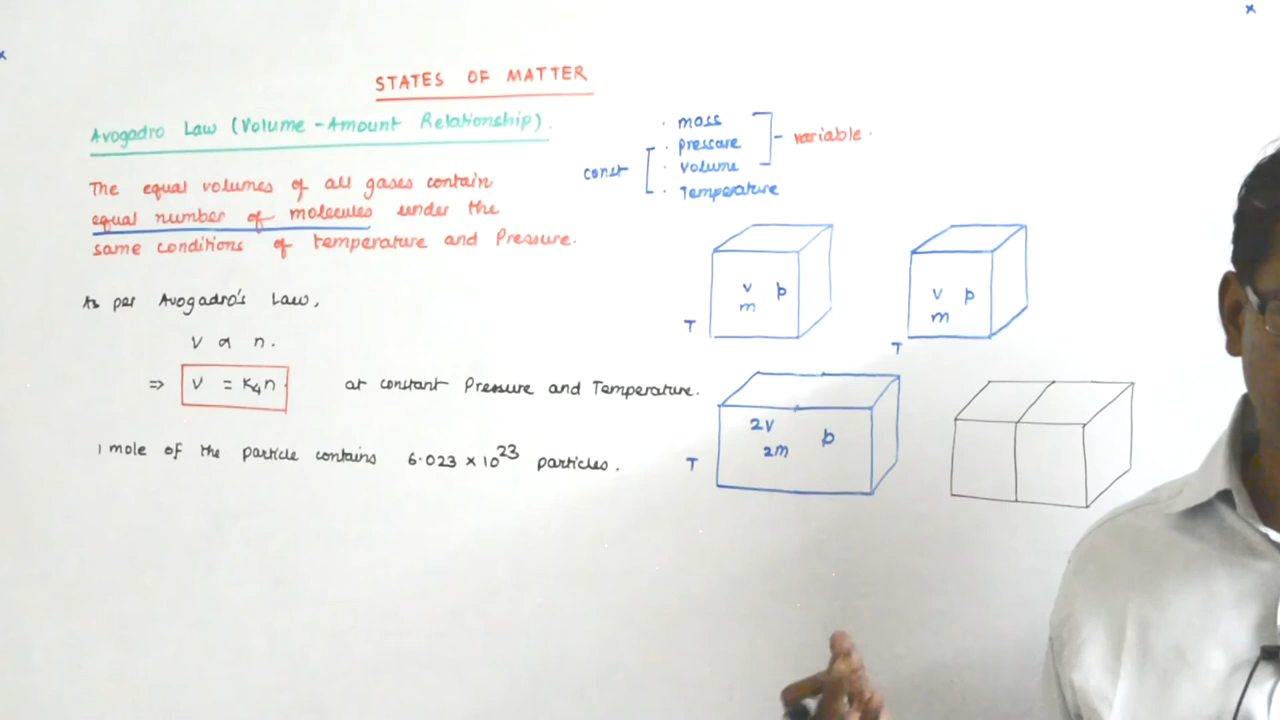 STATES OF MATTER
Avogadro Law (Volume - Amount Relationship).
The equal volumes of all gases contain
equal number of molecules under the
same conditions of temperature and Pressure.
As per Avogadro's Law,
V ∝ n.
⇒ V = K₄n.
at constant Pressure and Temperature.
1 mole of the particle contains 6.023 × 10²³ particles.
· mass
· pressure
· volume
· Temperature
const
variable.
V p
m
T
V p
m
T
2V
2m p
T